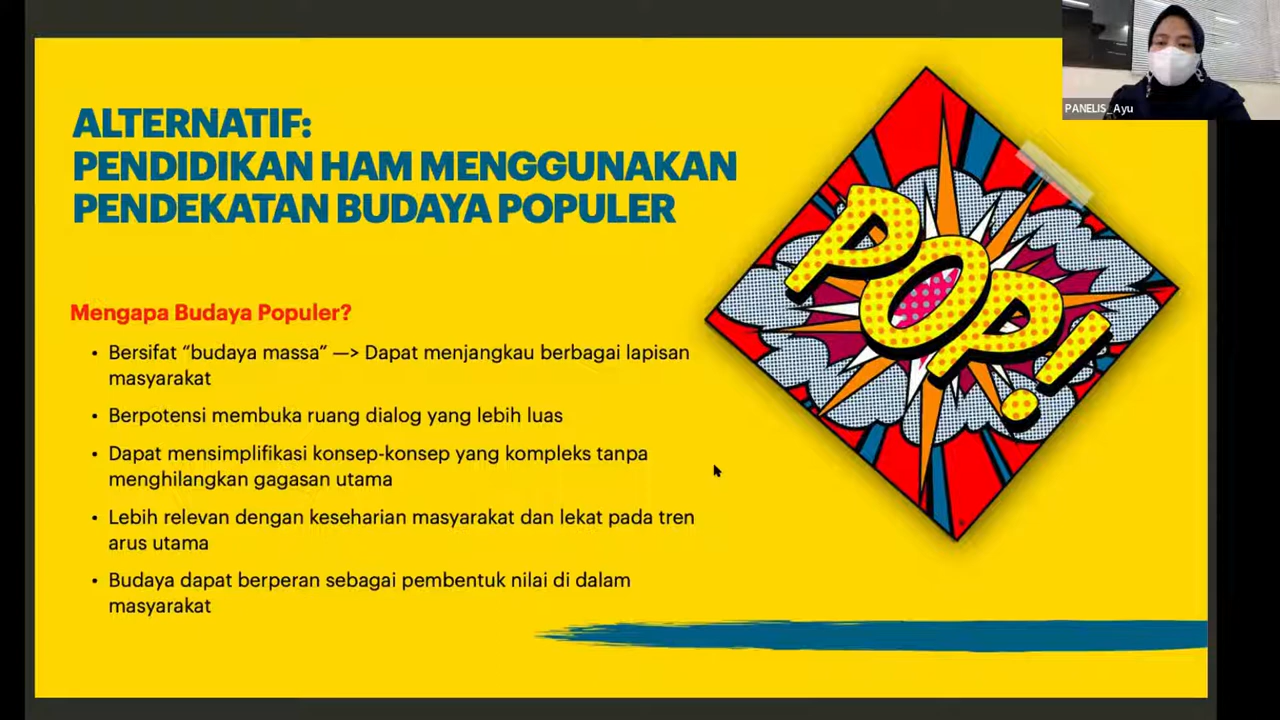 PANELIS_Ayu
ALTERNATIF:
PENDIDIKAN HAM MENGGUNAKAN
PENDEKATAN BUDAYA POPULER
POP!
Mengapa Budaya Populer?
• Bersifat “budaya massa” —> Dapat menjangkau berbagai lapisan
masyarakat
• Berpotensi membuka ruang dialog yang lebih luas
• Dapat mensimplifikasi konsep-konsep yang kompleks tanpa
menghilangkan gagasan utama
• Lebih relevan dengan keseharian masyarakat dan lekat pada tren
arus utama
• Budaya dapat berperan sebagai pembentuk nilai di dalam
masyarakat